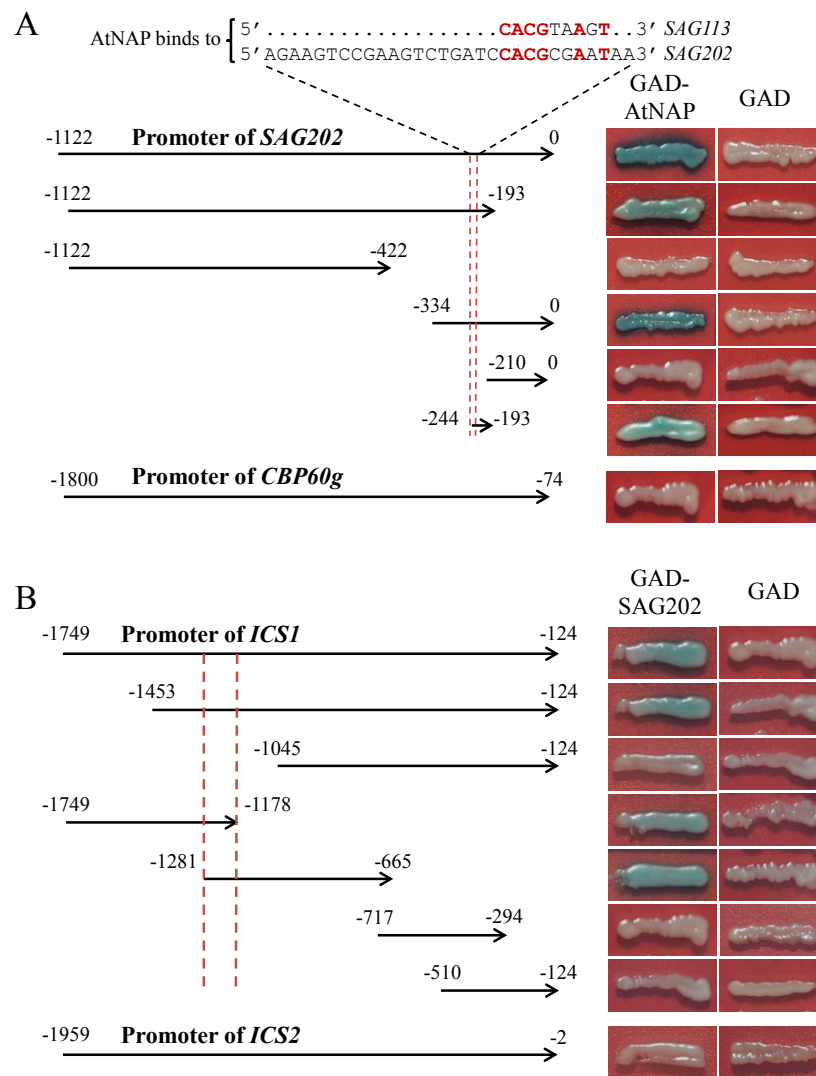 A
AtNAP binds to
5′....................CACGTAAGT..3′ SAG113
5′AGAAGTCCGAAGTCTGATCCACGCGAATAA3′ SAG202
GAD-
AtNAP
GAD
-1122 Promoter of SAG202 0
-1122 -193
-1122 -422
-334 0
-210 0
-244 -193
-1800 Promoter of CBP60g -74
B
GAD-
SAG202
GAD
-1749 Promoter of ICS1 -124
-1453 -124
-1045 -124
-1749 -1178
-1281 -665
-717 -294
-510 -124
-1959 Promoter of ICS2 -2